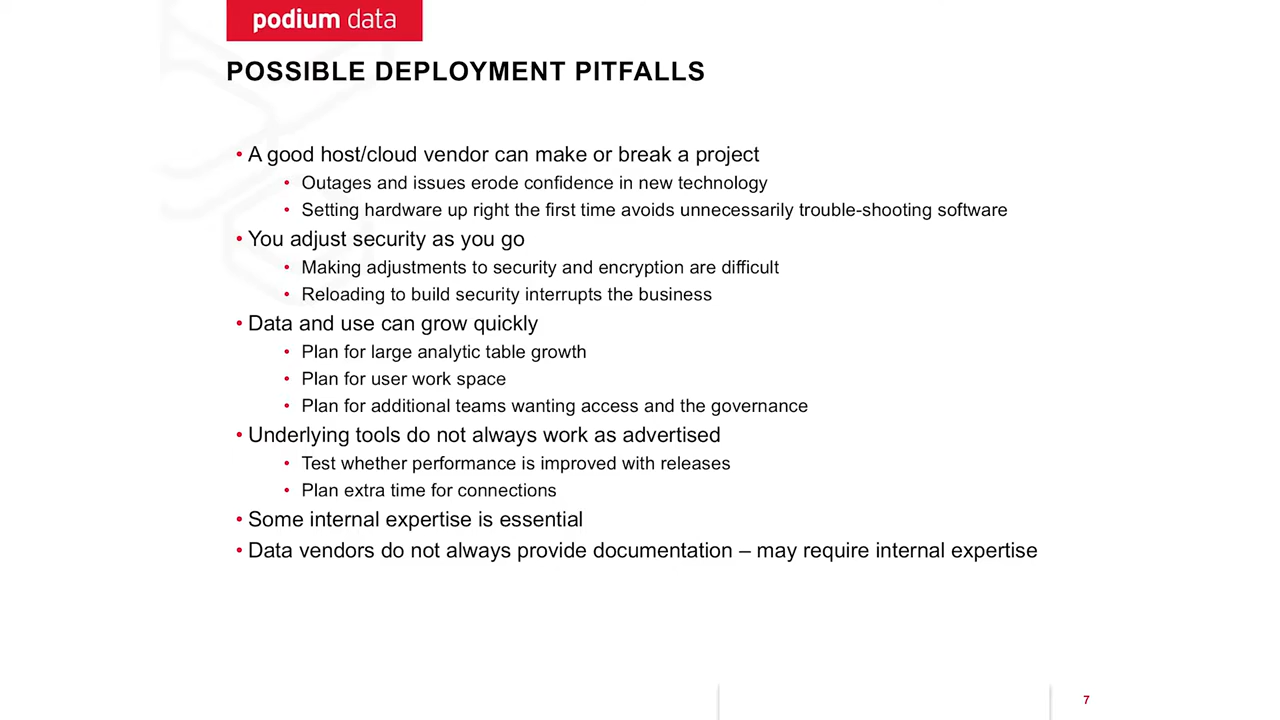 podium data
POSSIBLE DEPLOYMENT PITFALLS
• A good host/cloud vendor can make or break a project
• Outages and issues erode confidence in new technology
• Setting hardware up right the first time avoids unnecessarily trouble-shooting software
• You adjust security as you go
• Making adjustments to security and encryption are difficult
• Reloading to build security interrupts the business
• Data and use can grow quickly
• Plan for large analytic table growth
• Plan for user work space
• Plan for additional teams wanting access and the governance
• Underlying tools do not always work as advertised
• Test whether performance is improved with releases
• Plan extra time for connections
• Some internal expertise is essential
• Data vendors do not always provide documentation – may require internal expertise
7